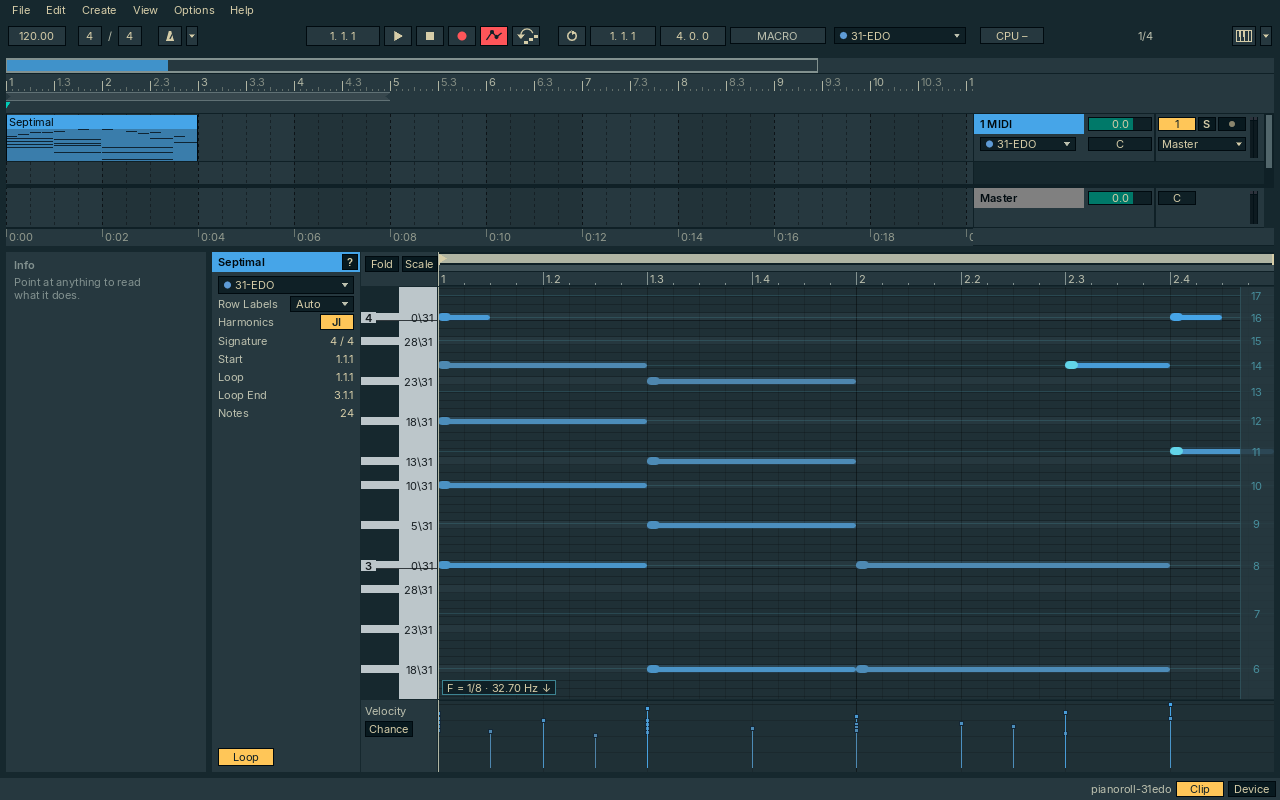 File Edit Create View Options Help
120.00 4 / 4 1. 1. 1 1. 1. 1 4. 0. 0 MACRO 31-EDO CPU – 1/4
1 1.3 2 2.3 3 3.3 4 4.3 5 5.3 6 6.3 7 7.3 8 8.3 9 9.3 10 10.3 1
Septimal
1 MIDI 0.0 1 S
31-EDO C Master
Master 0.0 C
0:00 0:02 0:04 0:06 0:08 0:10 0:12 0:14 0:16 0:18
Info
Point at anything to read
what it does.
Septimal ?
31-EDO
Row Labels Auto
Harmonics JI
Signature 4 / 4
Start 1.1.1
Loop 1.1.1
Loop End 3.1.1
Notes 24
Loop
Fold Scale
1 1.2 1.3 1.4 2 2.2 2.3 2.4
17
4 0\31 16
28\31 15
14
23\31 13
18\31 12
13\31 11
10\31 10
5\31 9
3 0\31 8
28\31
7
23\31
18\31 6
F = 1/8 · 32.70 Hz ↓
Velocity
Chance
pianoroll-31edo Clip Device